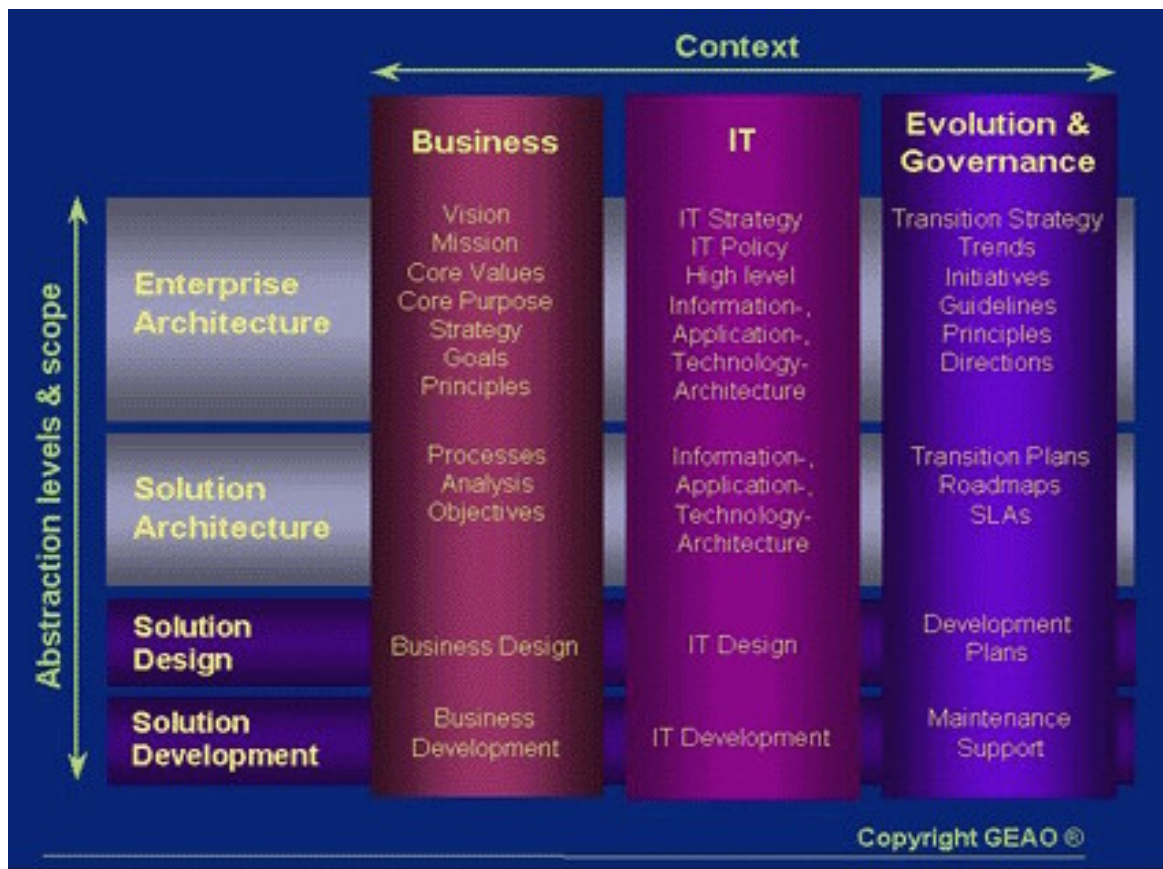 Context
Business
IT
Evolution &
Governance
Abstraction levels & scope
Enterprise
Architecture
Vision
Mission
Core Values
Core Purpose
Strategy
Goals
Principles
IT Strategy
IT Policy
High level
Information-,
Application-,
Technology-
Architecture
Transition Strategy
Trends
Initiatives
Guidelines
Principles
Directions
Solution
Architecture
Processes
Analysis
Objectives
Information-,
Application-,
Technology-
Architecture
Transition Plans
Roadmaps
SLAs
Solution
Design
Business Design
IT Design
Development
Plans
Solution
Development
Business
Development
IT Development
Maintenance
Support
Copyright GEAO ®